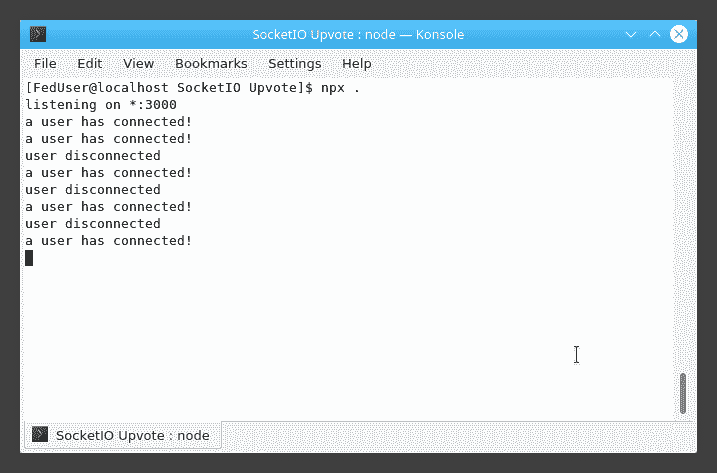 SocketIO Upvote : node — Konsole
File Edit View Bookmarks Settings Help
[FedUser@localhost SocketIO Upvote]$ npx .
listening on *:3000
a user has connected!
a user has connected!
user disconnected
a user has connected!
user disconnected
a user has connected!
user disconnected
a user has connected!
SocketIO Upvote : node